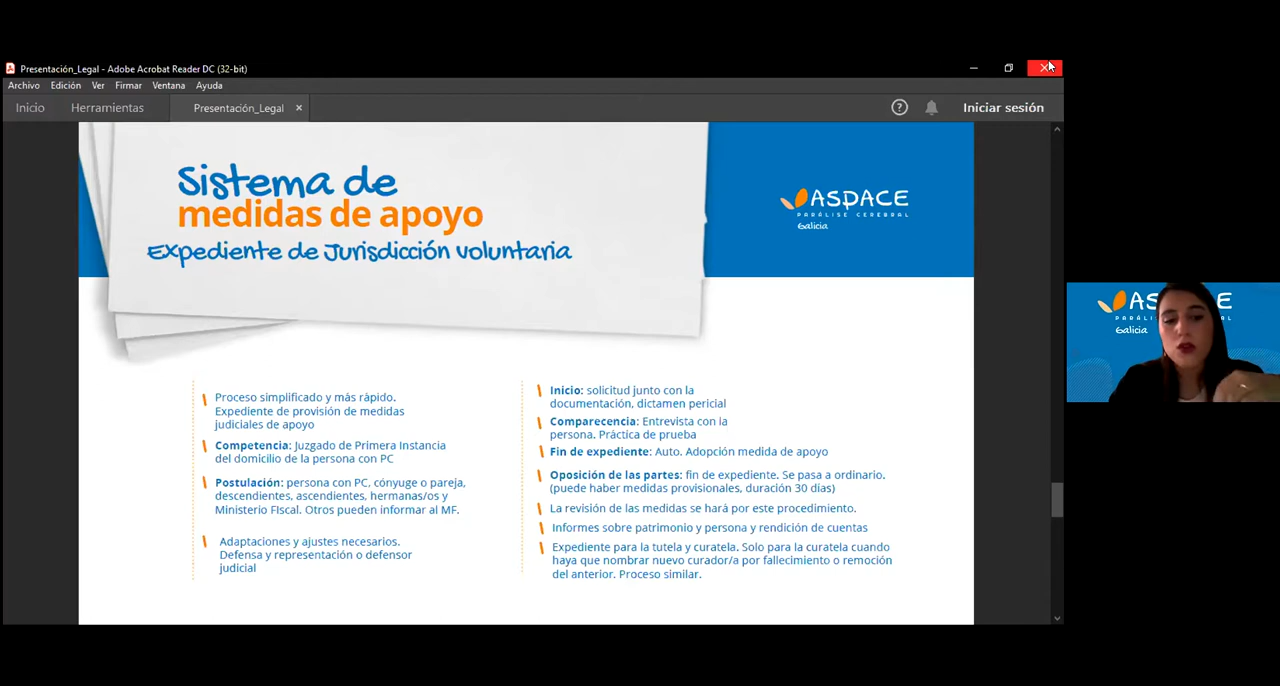 Presentación_Legal - Adobe Acrobat Reader DC (32-bit)
Archivo Edición Ver Firmar Ventana Ayuda
Inicio Herramientas Presentación_Legal × Iniciar sesión
Sistema de
medidas de apoyo
Expediente de Jurisdicción voluntaria
ASPACE
PARÁLISE CEREBRAL
Galicia
Proceso simplificado y más rápido.
Expediente de provisión de medidas
judiciales de apoyo
Competencia: Juzgado de Primera Instancia
del domicilio de la persona con PC
Postulación: persona con PC, cónyuge o pareja,
descendientes, ascendientes, hermanas/os y
Ministerio FIscal. Otros pueden informar al MF.
Adaptaciones y ajustes necesarios.
Defensa y representación o defensor
judicial
Inicio: solicitud junto con la
documentación, dictamen pericial
Comparecencia: Entrevista con la
persona. Práctica de prueba
Fin de expediente: Auto. Adopción medida de apoyo
Oposición de las partes: fin de expediente. Se pasa a ordinario.
(puede haber medidas provisionales, duración 30 dias)
La revisión de las medidas se hará por este procedimiento.
Informes sobre patrimonio y persona y rendición de cuentas
Expediente para la tutela y curatela. Solo para la curatela cuando
haya que nombrar nuevo curador/a por fallecimiento o remoción
del anterior. Proceso similar.
Galicia